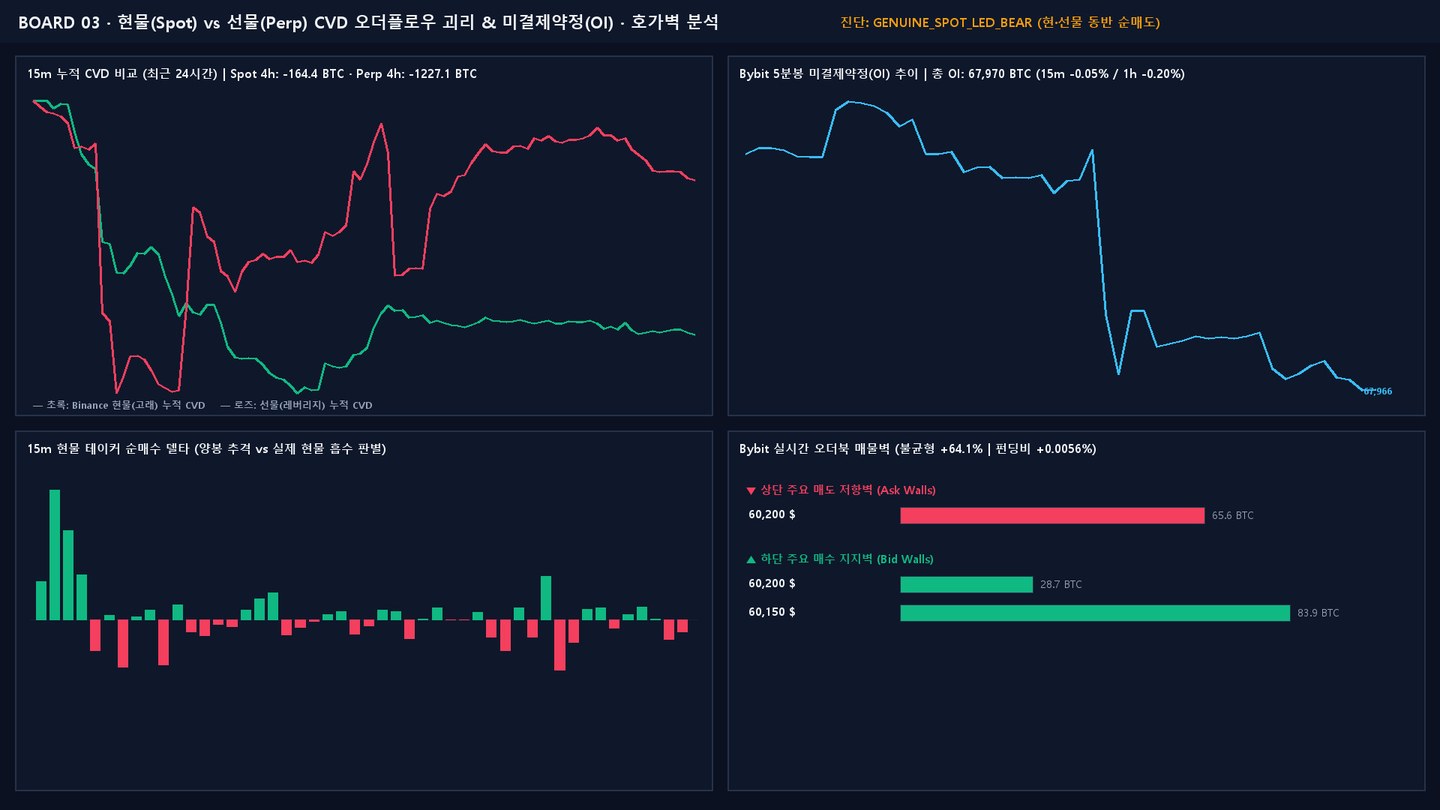 BOARD 03 · 현물(Spot) vs 선물(Perp) CVD 오더플로우 괴리 & 미결제약정(OI) · 호가벽 분석
진단: GENUINE_SPOT_LED_BEAR (현·선물 동반 순매도)
15m 누적 CVD 비교 (최근 24시간) | Spot 4h: -164.4 BTC · Perp 4h: -1227.1 BTC
— 초록: Binance 현물(고래) 누적 CVD — 로즈: 선물(레버리지) 누적 CVD
Bybit 5분봉 미결제약정(OI) 추이 | 총 OI: 67,970 BTC (15m -0.05% / 1h -0.20%)
67,966
15m 현물 테이커 순매수 델타 (양봉 추격 vs 실제 현물 흡수 판별)
Bybit 실시간 오더북 매물벽 (불균형 +64.1% | 펀딩비 +0.0056%)
▼ 상단 주요 매도 저항벽 (Ask Walls)
60,200 $ 65.6 BTC
▲ 하단 주요 매수 지지벽 (Bid Walls)
60,200 $ 28.7 BTC
60,150 $ 83.9 BTC